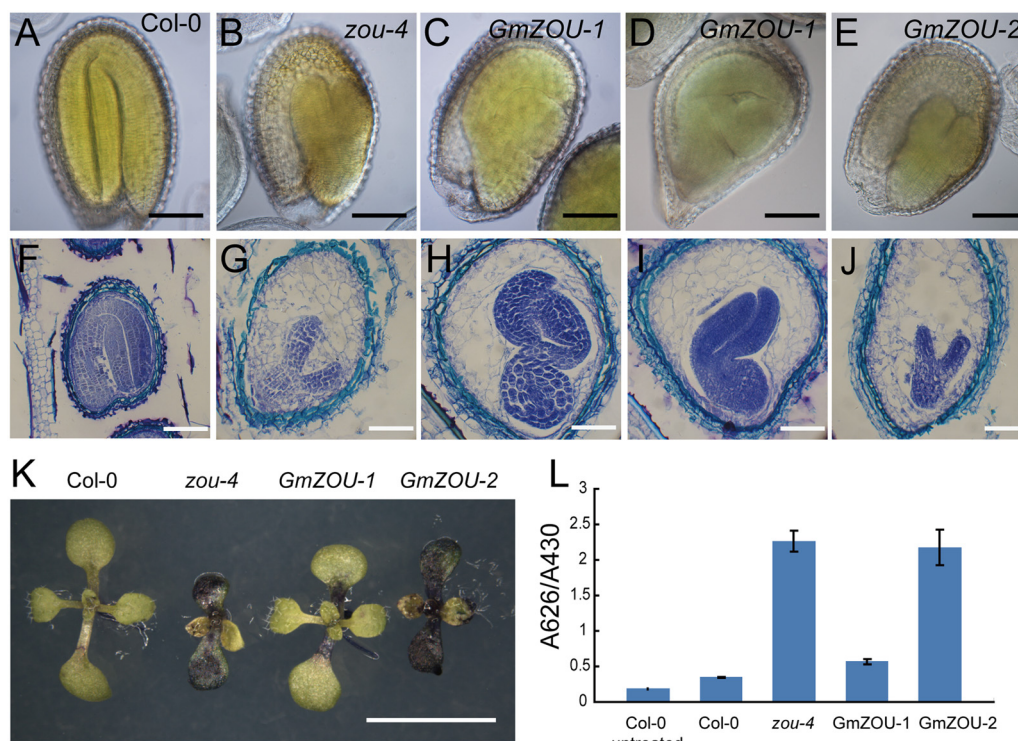 A Col-0
B zou-4
C GmZOU-1
D GmZOU-1
E GmZOU-2
F
G
H
I
J
K
Col-0 zou-4 GmZOU-1 GmZOU-2
L
A626/A430
3
2.5
2
1.5
1
0.5
0
Col-0 Col-0 zou-4 GmZOU-1 GmZOU-2
untreated